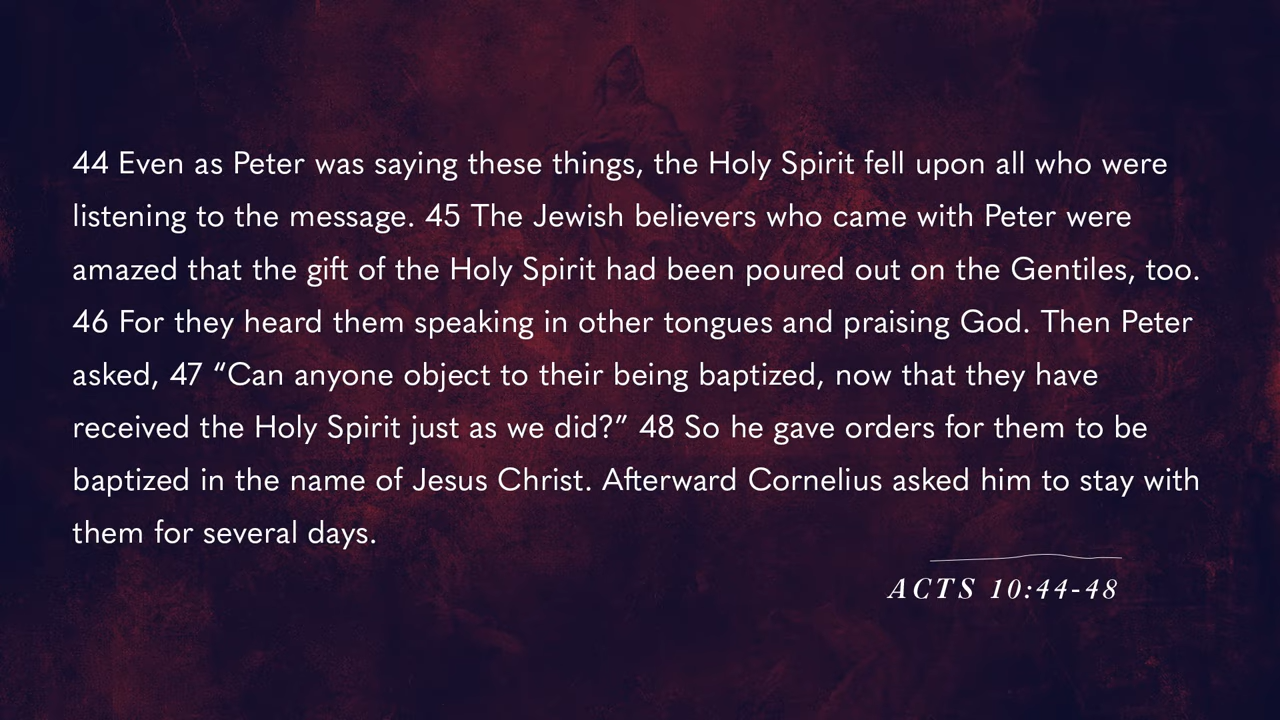 44 Even as Peter was saying these things, the Holy Spirit fell upon all who were
listening to the message. 45 The Jewish believers who came with Peter were
amazed that the gift of the Holy Spirit had been poured out on the Gentiles, too.
46 For they heard them speaking in other tongues and praising God. Then Peter
asked, 47 “Can anyone object to their being baptized, now that they have
received the Holy Spirit just as we did?” 48 So he gave orders for them to be
baptized in the name of Jesus Christ. Afterward Cornelius asked him to stay with
them for several days.
ACTS 10:44-48